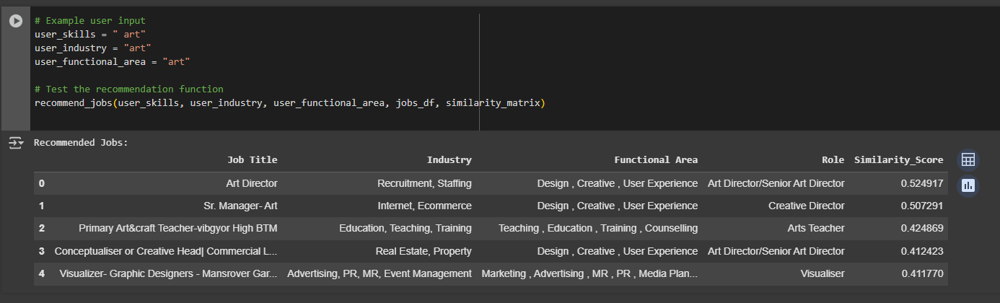 # Example user input
user_skills = " art"
user_industry = "art"
user_functional_area = "art"
# Test the recommendation function
recommend_jobs(user_skills, user_industry, user_functional_area, jobs_df, similarity_matrix)
Recommended Jobs:
Job Title Industry Functional Area Role Similarity_Score
0 Art Director Recruitment, Staffing Design , Creative , User Experience Art Director/Senior Art Director 0.524917
1 Sr. Manager- Art Internet, Ecommerce Design , Creative , User Experience Creative Director 0.507291
2 Primary Art&craft Teacher-vibgyor High BTM Education, Teaching, Training Teaching , Education , Training , Counselling Arts Teacher 0.424869
3 Conceptualiser or Creative Head| Commercial L... Real Estate, Property Design , Creative , User Experience Art Director/Senior Art Director 0.412423
4 Visualizer- Graphic Designers - Mansrover Gar... Advertising, PR, MR, Event Management Marketing , Advertising , MR , PR , Media Plan... Visualiser 0.411770